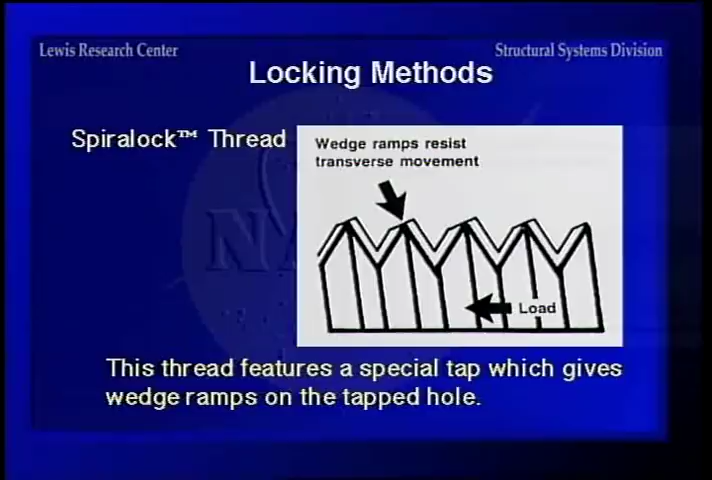 Lewis Research Center
Structural Systems Division
Locking Methods
Spiralock™ Thread
Wedge ramps resist
transverse movement
Load
This thread features a special tap which gives
wedge ramps on the tapped hole.